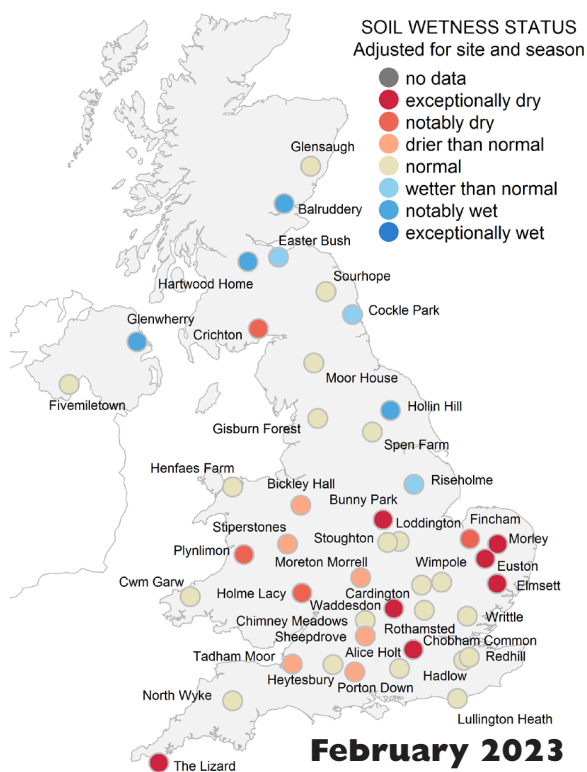 SOIL WETNESS STATUS
Adjusted for site and season
no data
exceptionally dry
notably dry
drier than normal
normal
wetter than normal
notably wet
exceptionally wet
Glensaugh
Balruddery
Easter Bush
Hartwood Home
Sourhope
Glenwherry
Cockle Park
Crichton
Moor House
Fivemiletown
Hollin Hill
Gisburn Forest
Spen Farm
Henfaes Farm
Bickley Hall
Riseholme
Bunny Park
Stiperstones
Loddington
Fincham
Stoughton
Morley
Plynlimon
Moreton Morrell
Wimpole
Euston
Cwm Garw
Holme Lacy
Cardington
Elmsett
Waddesdon
Chimney Meadows
Rothamsted
Writtle
Sheepdrove
Chobham Common
Tadham Moor
Alice Holt
Redhill
Heytesbury
Hadlow
Porton Down
North Wyke
Lullington Heath
The Lizard
February 2023